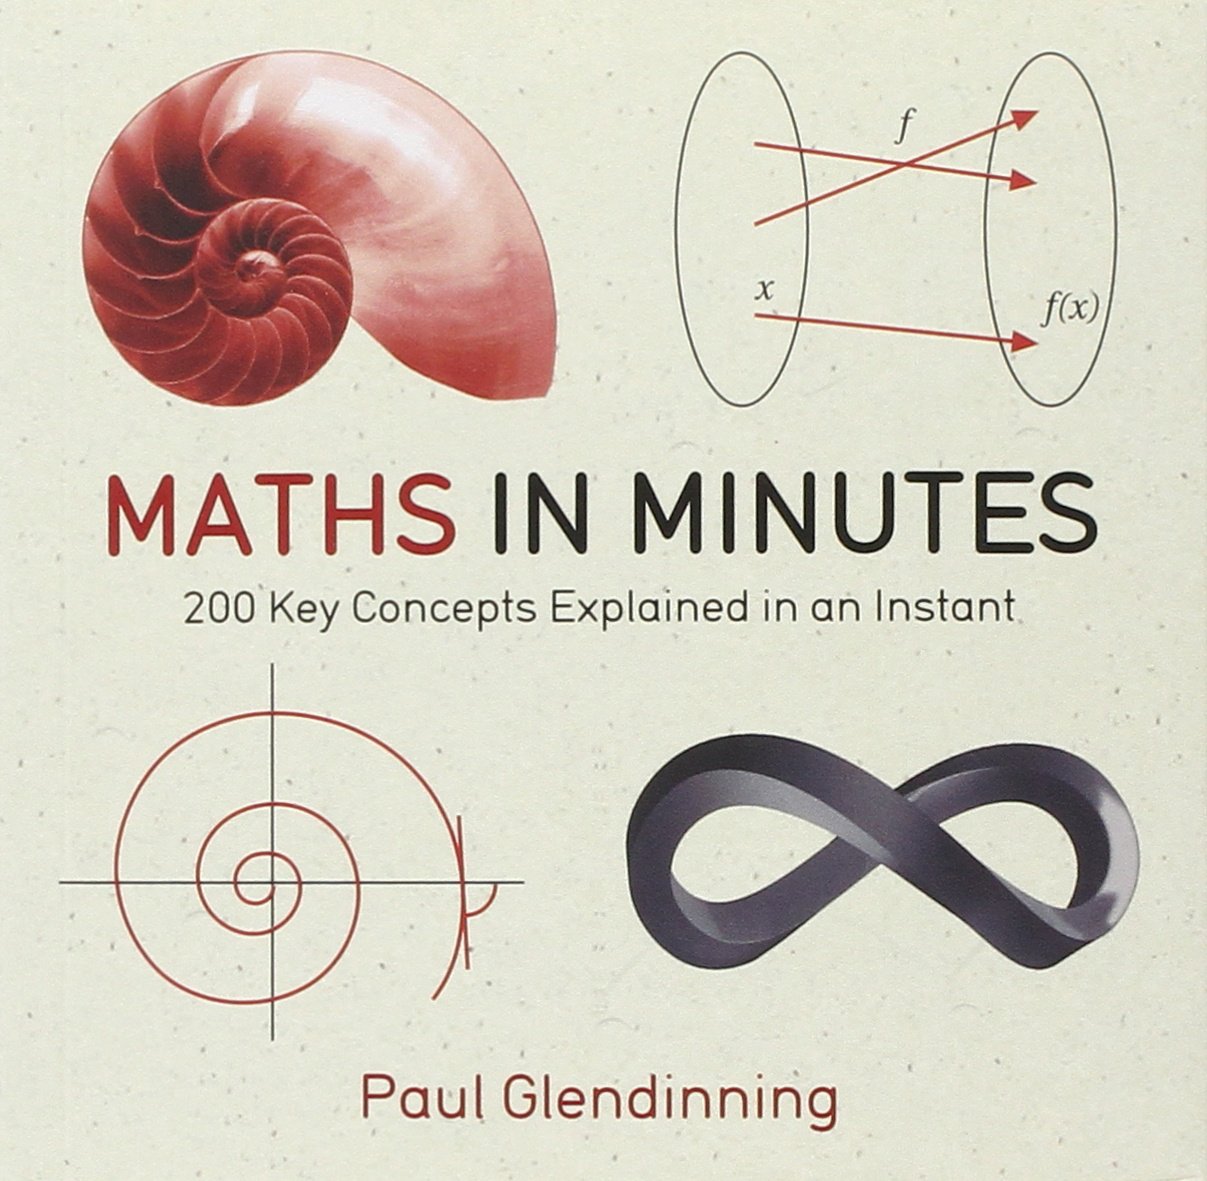 f
x
f(x)
MATHS IN MINUTES
200 Key Concepts Explained in an Instant
Paul Glendinning